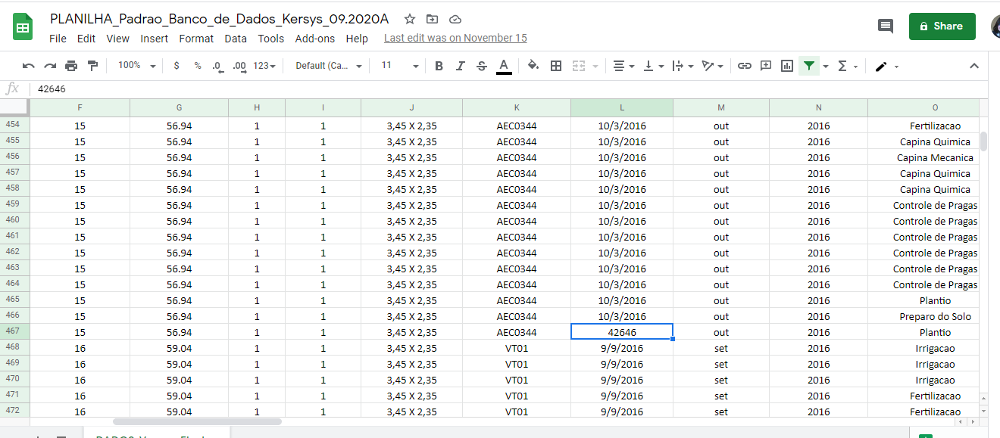 PLANILHA_Padrao_Banco_de_Dados_Kersys_09.2020A
File Edit View Insert Format Data Tools Add-ons Help Last edit was on November 15
Share
100% $ % .0 .00 123 Default (Ca... 11 B I S A
fx 42646
F G H I J K L M N O
454 15 56.94 1 1 3,45 X 2,35 AEC0344 10/3/2016 out 2016 Fertilizacao
455 15 56.94 1 1 3,45 X 2,35 AEC0344 10/3/2016 out 2016 Capina Quimica
456 15 56.94 1 1 3,45 X 2,35 AEC0344 10/3/2016 out 2016 Capina Mecanica
457 15 56.94 1 1 3,45 X 2,35 AEC0344 10/3/2016 out 2016 Capina Quimica
458 15 56.94 1 1 3,45 X 2,35 AEC0344 10/3/2016 out 2016 Capina Quimica
459 15 56.94 1 1 3,45 X 2,35 AEC0344 10/3/2016 out 2016 Controle de Pragas
460 15 56.94 1 1 3,45 X 2,35 AEC0344 10/3/2016 out 2016 Controle de Pragas
461 15 56.94 1 1 3,45 X 2,35 AEC0344 10/3/2016 out 2016 Controle de Pragas
462 15 56.94 1 1 3,45 X 2,35 AEC0344 10/3/2016 out 2016 Controle de Pragas
463 15 56.94 1 1 3,45 X 2,35 AEC0344 10/3/2016 out 2016 Controle de Pragas
464 15 56.94 1 1 3,45 X 2,35 AEC0344 10/3/2016 out 2016 Controle de Pragas
465 15 56.94 1 1 3,45 X 2,35 AEC0344 10/3/2016 out 2016 Plantio
466 15 56.94 1 1 3,45 X 2,35 AEC0344 10/3/2016 out 2016 Preparo do Solo
467 15 56.94 1 1 3,45 X 2,35 AEC0344 42646 out 2016 Plantio
468 16 59.04 1 1 3,45 X 2,35 VT01 9/9/2016 set 2016 Irrigacao
469 16 59.04 1 1 3,45 X 2,35 VT01 9/9/2016 set 2016 Irrigacao
470 16 59.04 1 1 3,45 X 2,35 VT01 9/9/2016 set 2016 Irrigacao
471 16 59.04 1 1 3,45 X 2,35 VT01 9/9/2016 set 2016 Fertilizacao
472 16 59.04 1 1 3,45 X 2,35 VT01 9/9/2016 set 2016 Fertilizacao